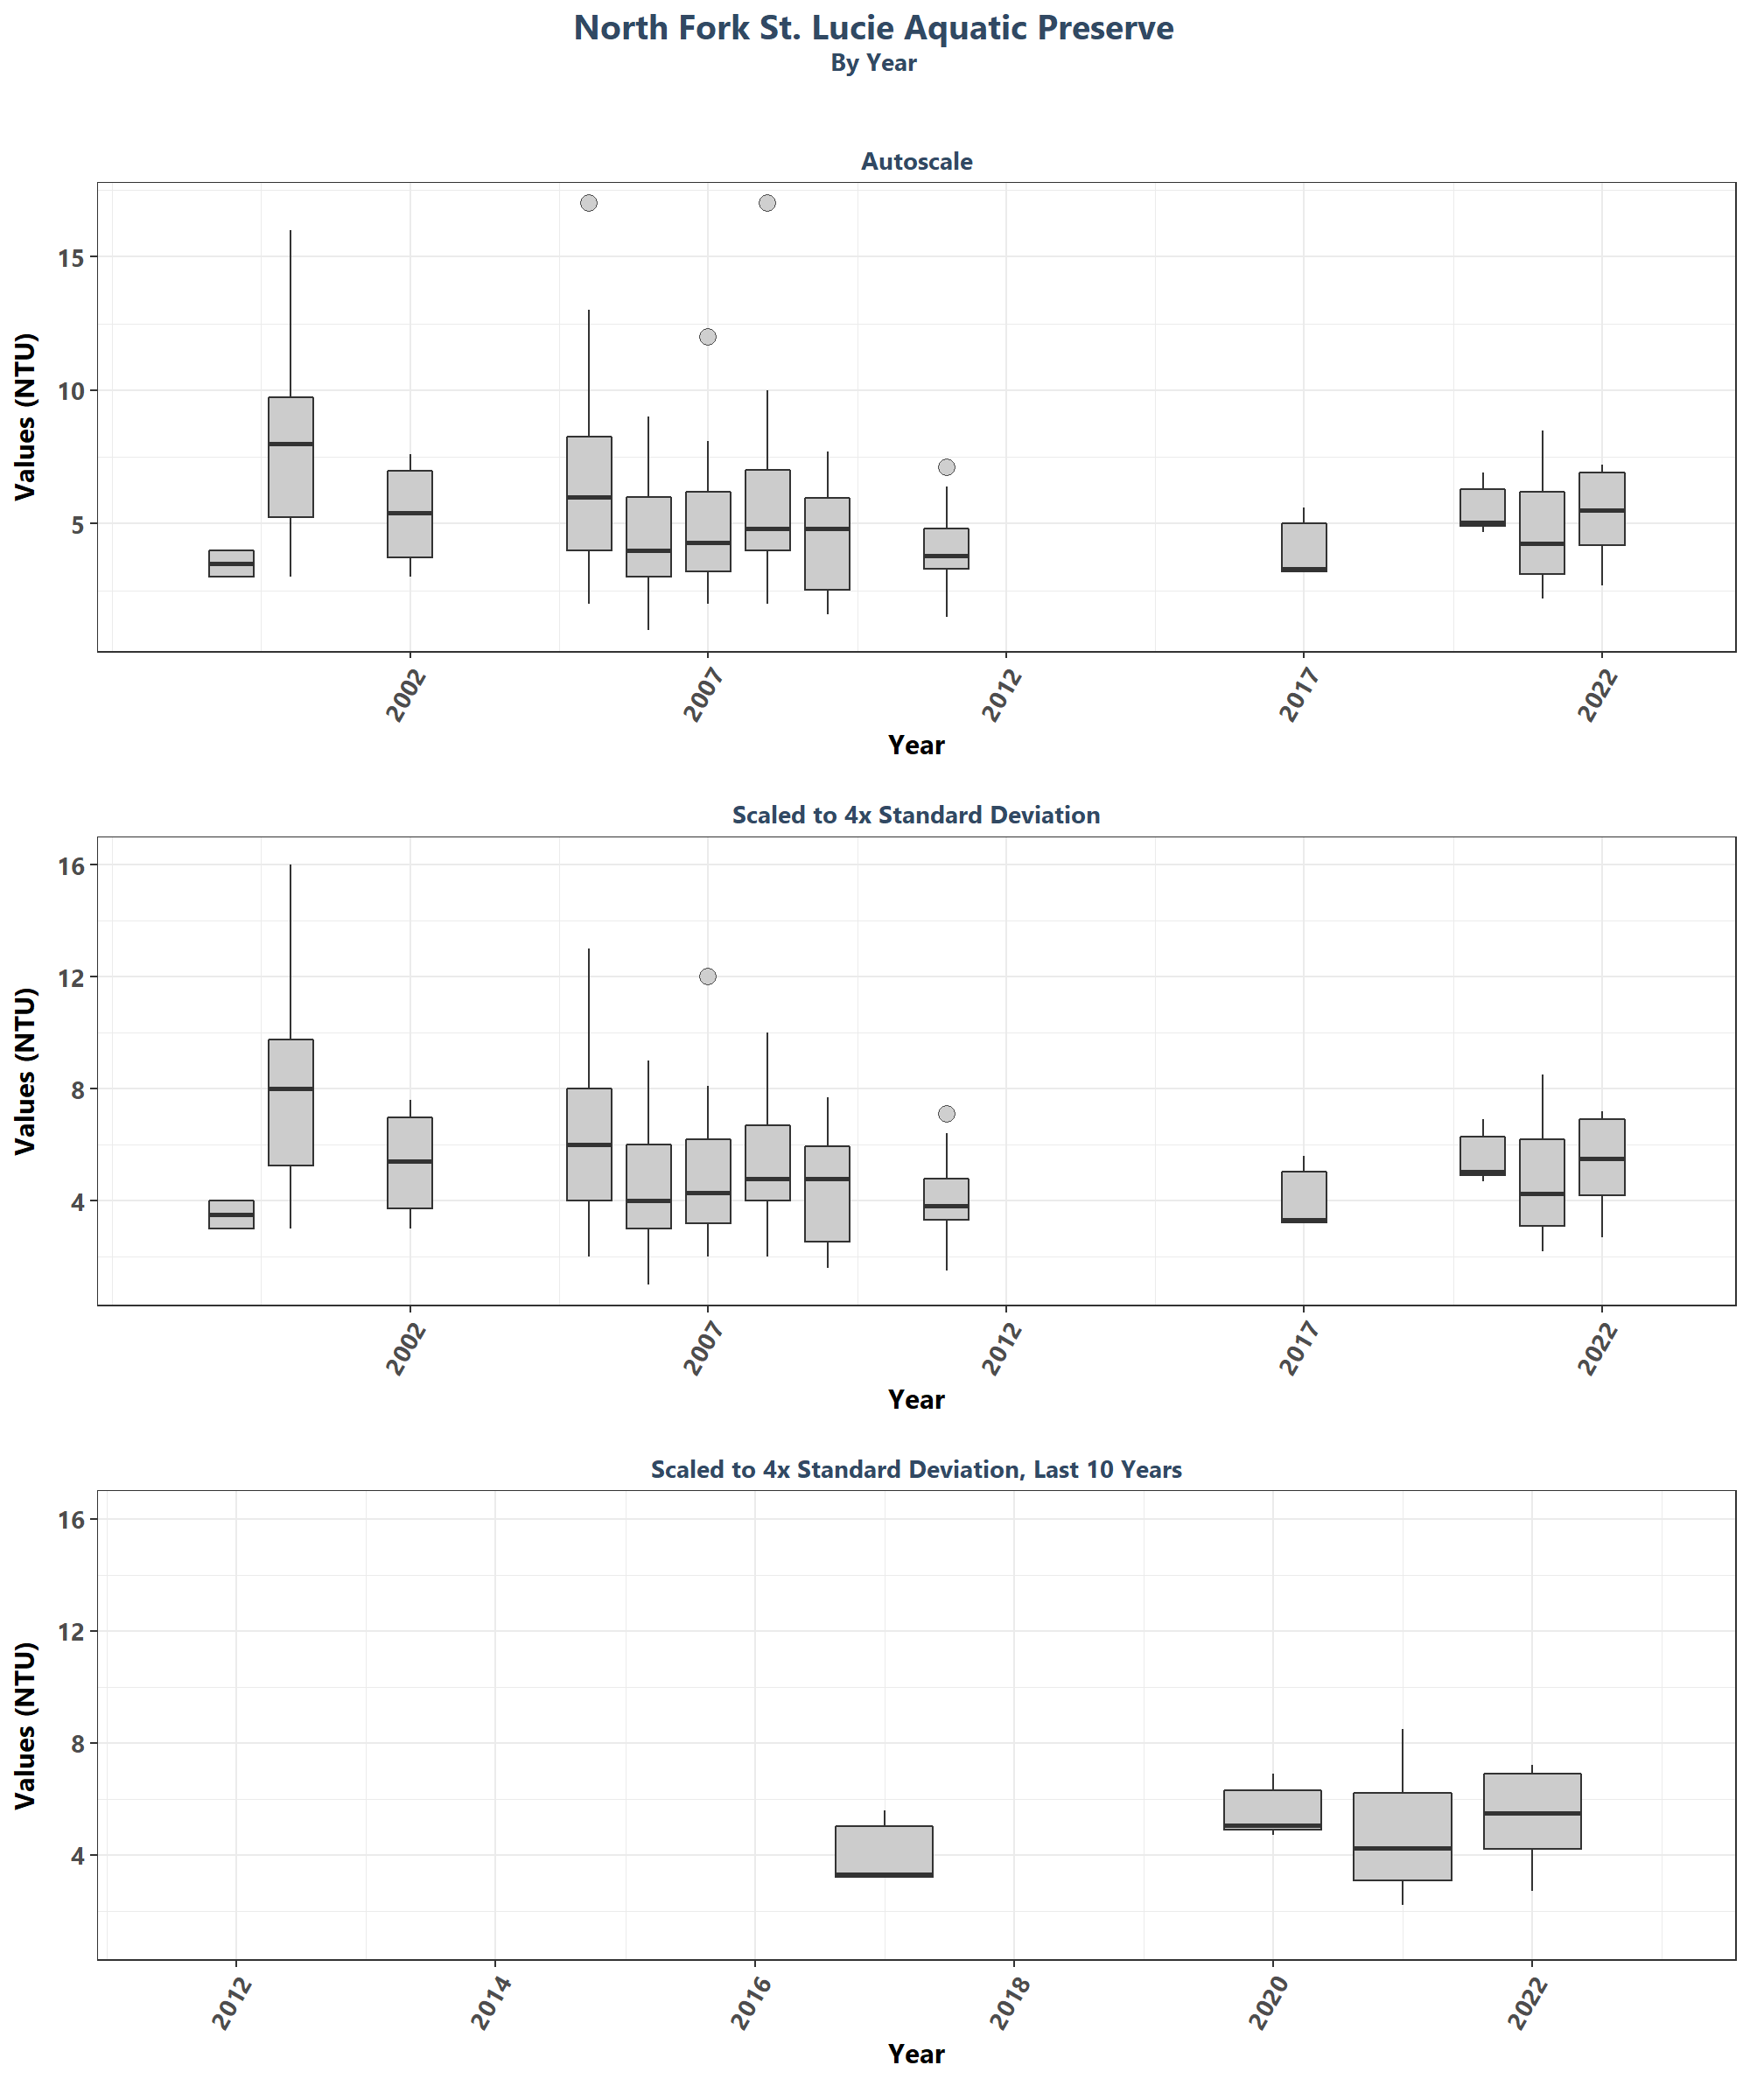 North Fork St. Lucie Aquatic Preserve
By Year
Autoscale
Values (NTU)
15
10
5
2002 2007 2012 2017 2022
Year
Scaled to 4x Standard Deviation
Values (NTU)
16
12
8
4
2002 2007 2012 2017 2022
Year
Scaled to 4x Standard Deviation, Last 10 Years
Values (NTU)
16
12
8
4
2012 2014 2016 2018 2020 2022
Year